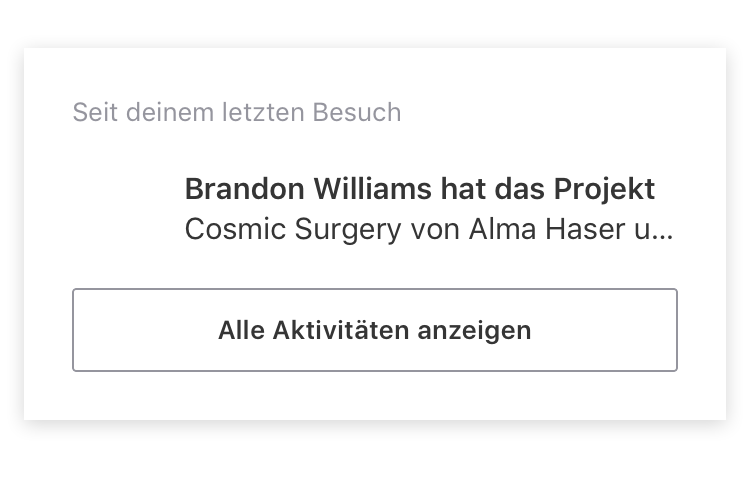 Seit deinem letzten Besuch
Brandon Williams hat das Projekt
Cosmic Surgery von Alma Haser u...
Alle Aktivitäten anzeigen